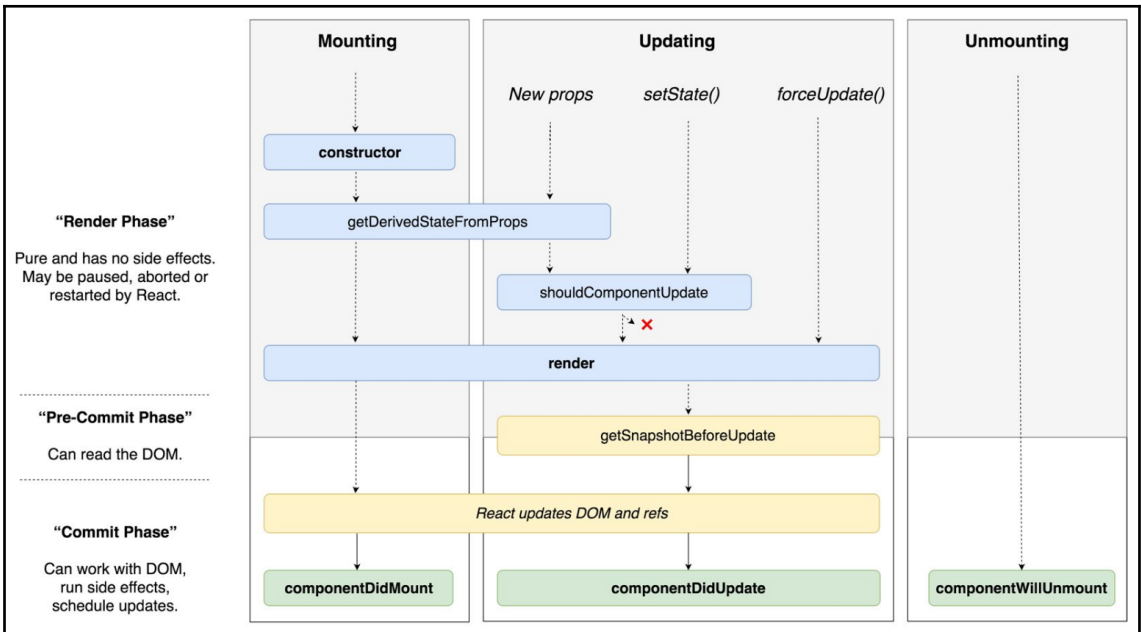 Mounting
Updating
Unmounting
New props
setState()
forceUpdate()
constructor
“Render Phase”
Pure and has no side effects.
May be paused, aborted or
restarted by React.
getDerivedStateFromProps
shouldComponentUpdate
render
“Pre-Commit Phase”
Can read the DOM.
getSnapshotBeforeUpdate
“Commit Phase”
Can work with DOM,
run side effects,
schedule updates.
React updates DOM and refs
componentDidMount
componentDidUpdate
componentWillUnmount